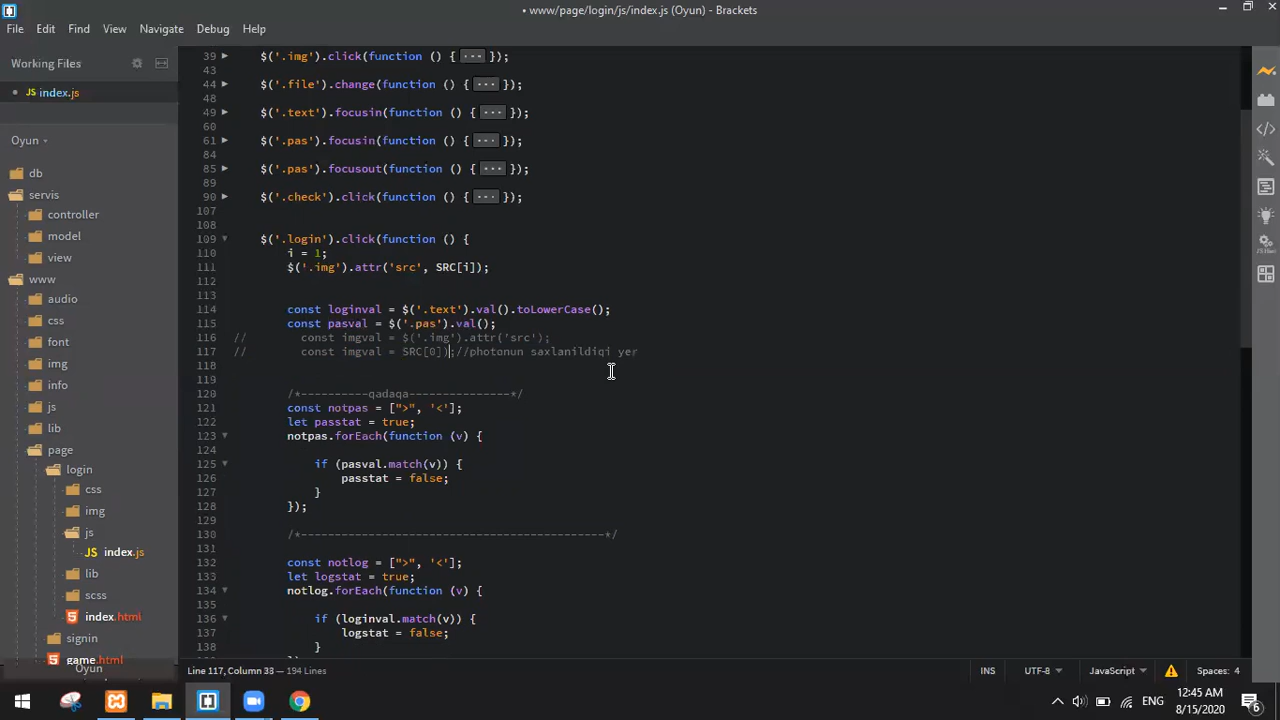 • www/page/login/js/index.js (Oyun) - Brackets
File Edit Find View Navigate Debug Help
Working Files
• JS index.js
Oyun
db
servis
controller
model
view
www
audio
css
font
img
info
js
lib
page
login
css
img
js
JS index.js
lib
scss
index.html
signin
game.html
Oyun
39 $('.img').click(function () { ... });
43
44 $('.file').change(function () { ... });
48
49 $('.text').focusin(function () { ... });
60
61 $('.pas').focusin(function () { ... });
84
85 $('.pas').focusout(function () { ... });
89
90 $('.check').click(function () { ... });
107
108
109 $('.login').click(function () {
110 i = 1;
111 $('.img').attr('src', SRC[i]);
112
113
114 const loginval = $('.text').val().toLowerCase();
115 const pasval = $('.pas').val();
116 // const imgval = $('.img').attr('src');
117 // const imgval = SRC[0]);//photonun saxlanildiqi yer
118
119
120 /*----------qadaqa---------------*/
121 const notpas = [">", '<'];
122 let passtat = true;
123 notpas.forEach(function (v) {
124
125 if (pasval.match(v)) {
126 passtat = false;
127 }
128 });
129
130 /*------------------------------------------*/
131
132 const notlog = [">", '<'];
133 let logstat = true;
134 notlog.forEach(function (v) {
135
136 if (loginval.match(v)) {
137 logstat = false;
138 }
Line 117, Column 33 — 194 Lines
INS UTF-8 JavaScript Spaces: 4
ENG
12:45 AM
8/15/2020
6